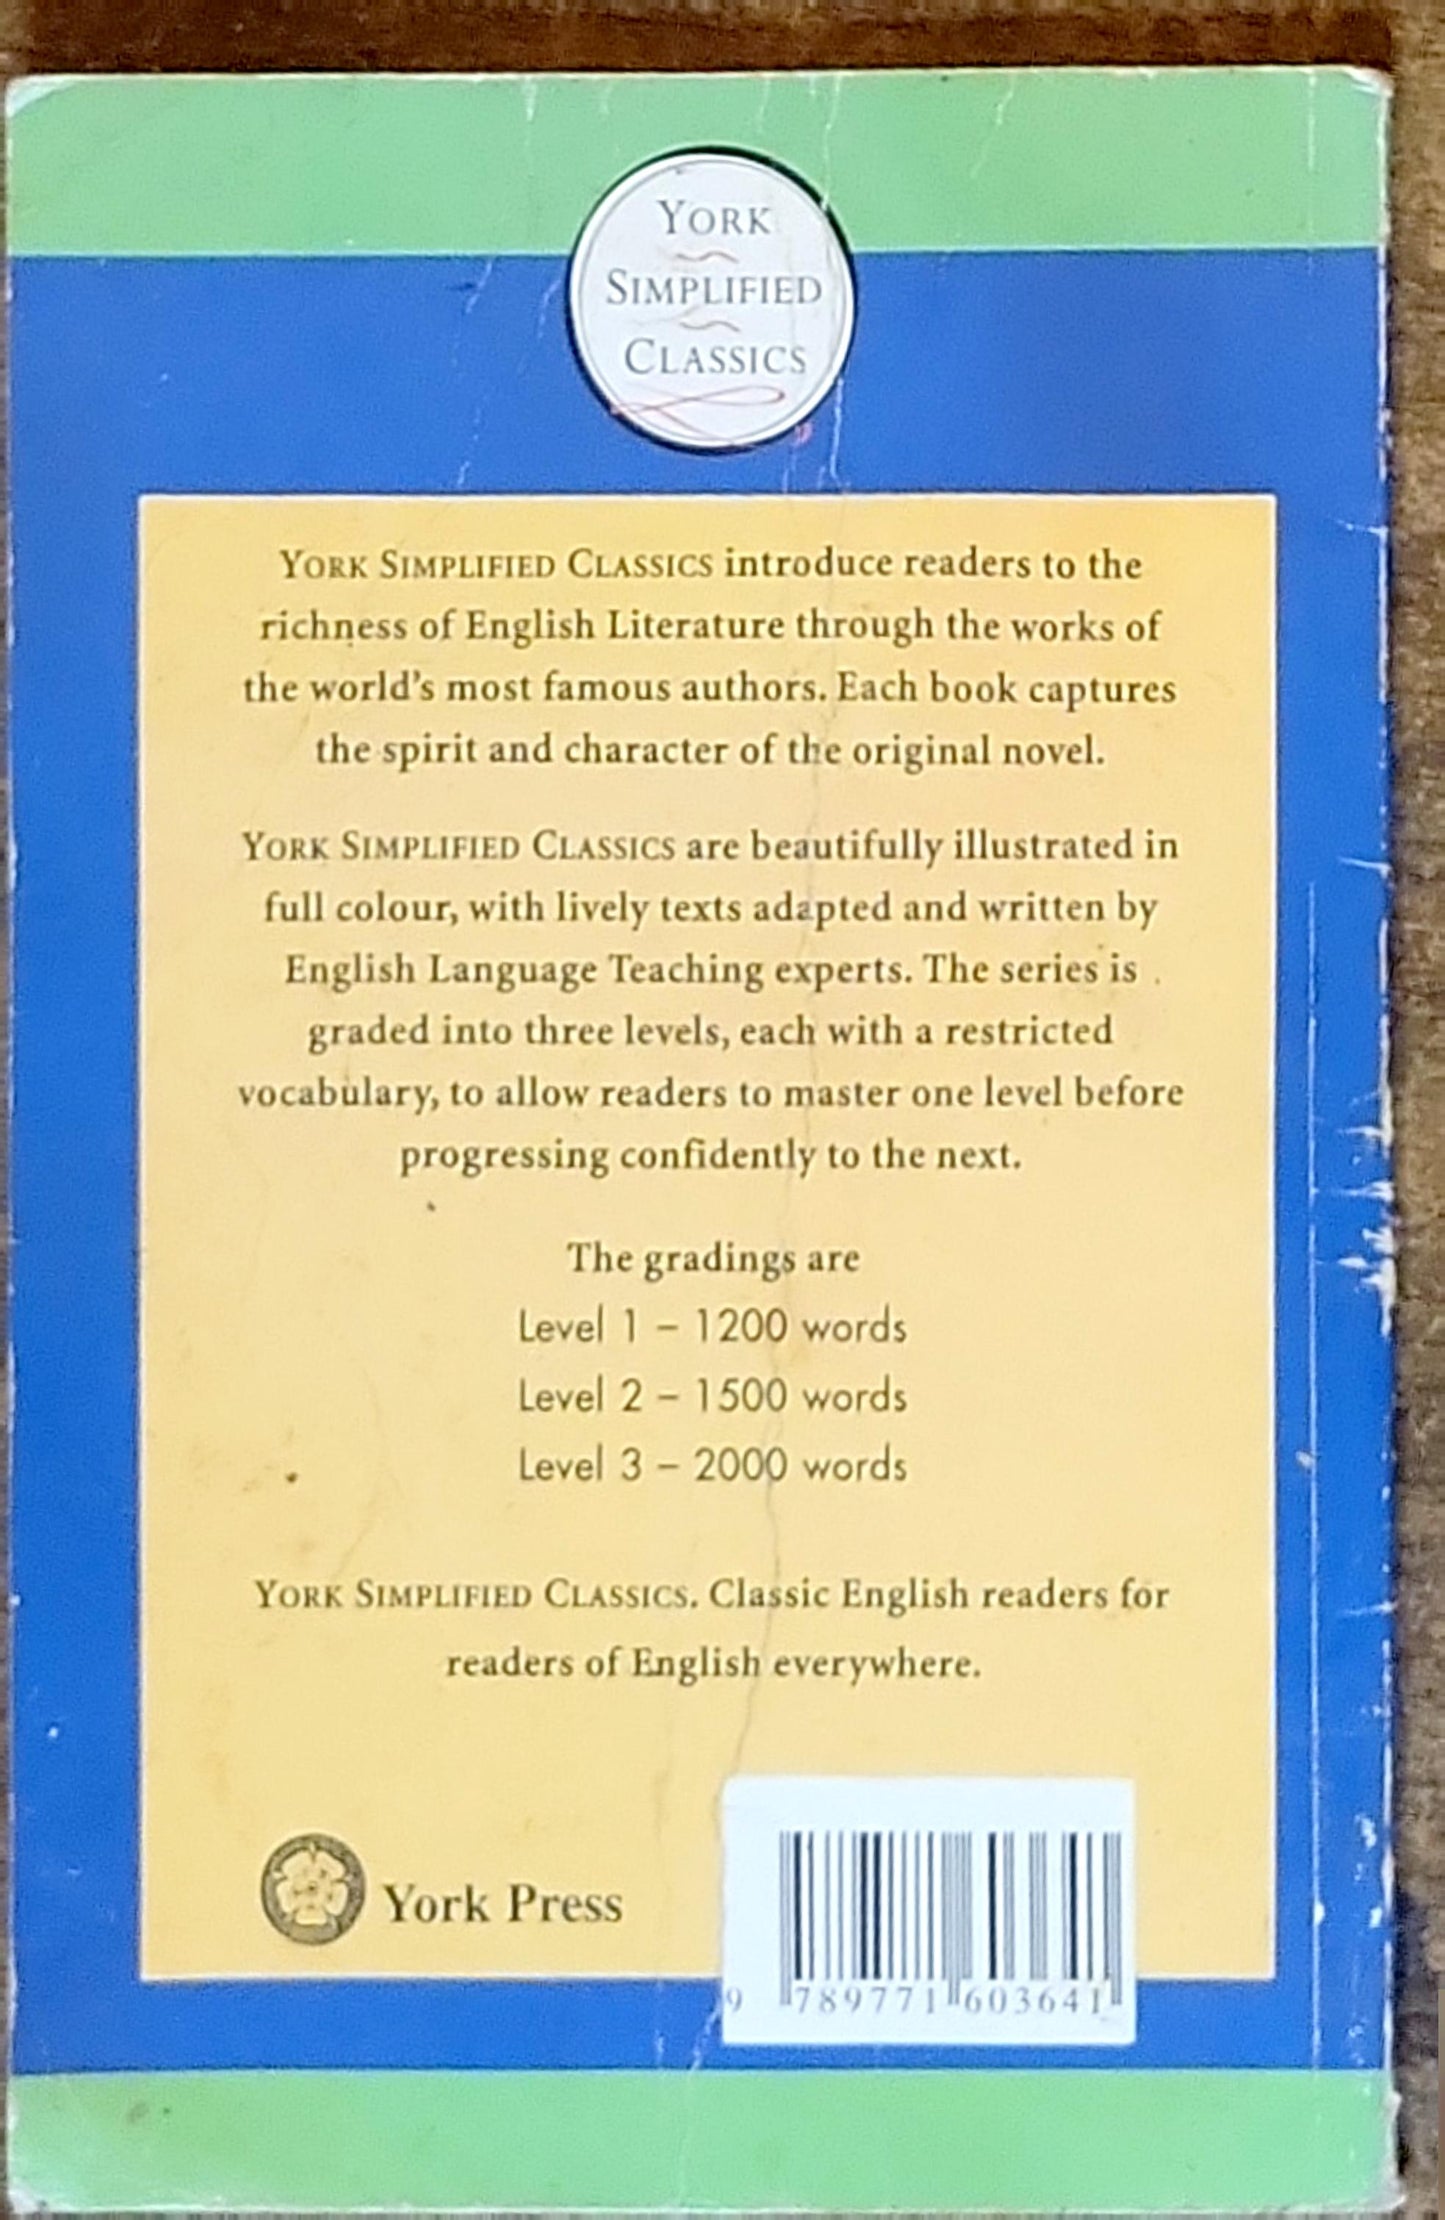 YORK
SIMPLIFIED
CLASSICS
YORK SIMPLIFIED CLASSICS introduce readers to the
richness of English Literature through the works of
the world's most famous authors. Each book captures
the spirit and character of the original novel.
YORK SIMPLIFIED CLASSICS are beautifully illustrated in
full colour, with lively texts adapted and written by
English Language Teaching experts. The series is
graded into three levels, each with a restricted
vocabulary, to allow readers to master one level before
progressing confidently to the next.
The gradings are
Level 1 – 1200 words
Level 2 – 1500 words
Level 3 – 2000 words
YORK SIMPLIFIED CLASSICS. Classic English readers for
readers of English everywhere.
York Press
9 789771 603641